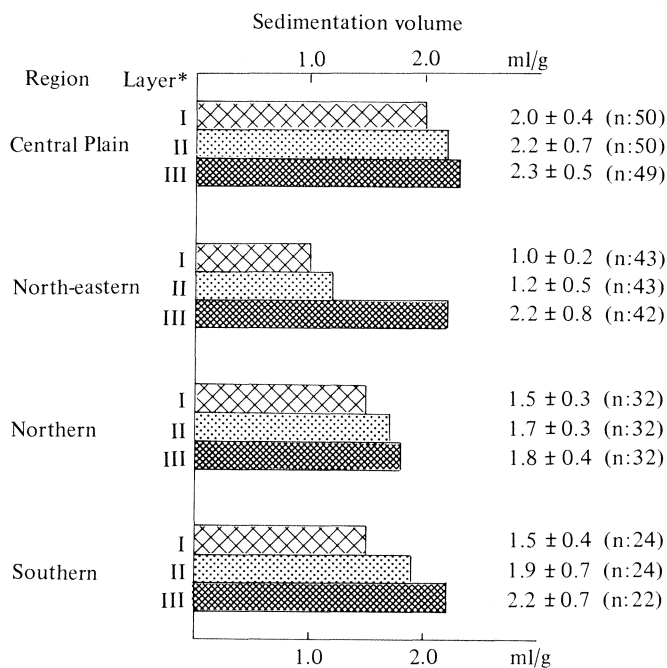 Sedimentation volume
1.0 2.0 ml/g
Region Layer*
I 2.0 ± 0.4 (n:50)
Central Plain II 2.2 ± 0.7 (n:50)
III 2.3 ± 0.5 (n:49)
I 1.0 ± 0.2 (n:43)
North-eastern II 1.2 ± 0.5 (n:43)
III 2.2 ± 0.8 (n:42)
I 1.5 ± 0.3 (n:32)
Northern II 1.7 ± 0.3 (n:32)
III 1.8 ± 0.4 (n:32)
I 1.5 ± 0.4 (n:24)
Southern II 1.9 ± 0.7 (n:24)
III 2.2 ± 0.7 (n:22)
1.0 2.0 ml/g